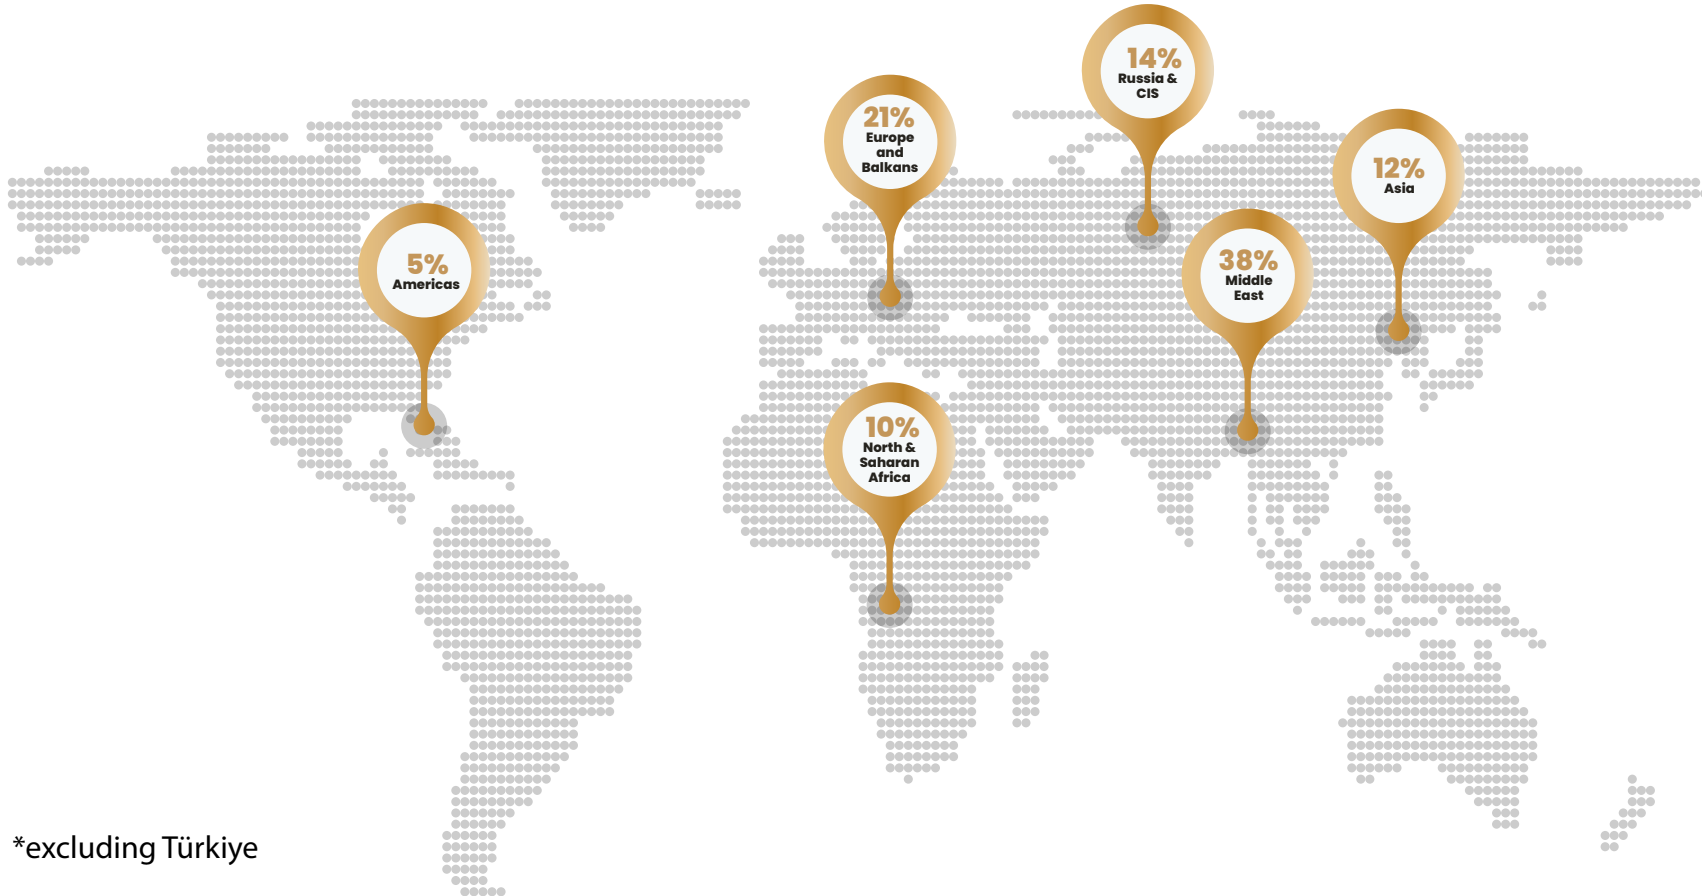 14%
Russia &
CIS
21%
Europe
and
Balkans
12%
Asia
5%
Americas
38%
Middle
East
10%
North &
Saharan
Africa
*excluding Türkiye